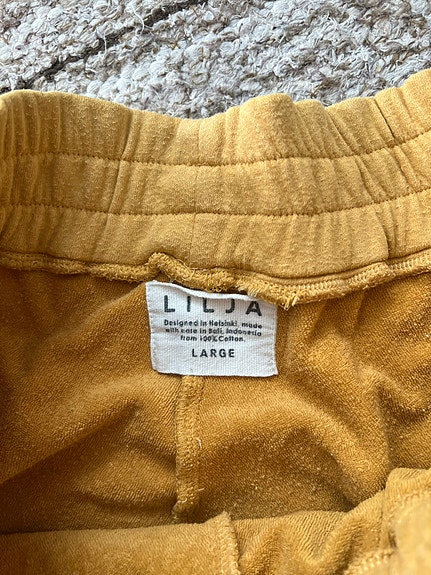 LILJA
Designed in Helsinki, made
with care in Bali, Indonesia
from 100% Cotton.
LARGE